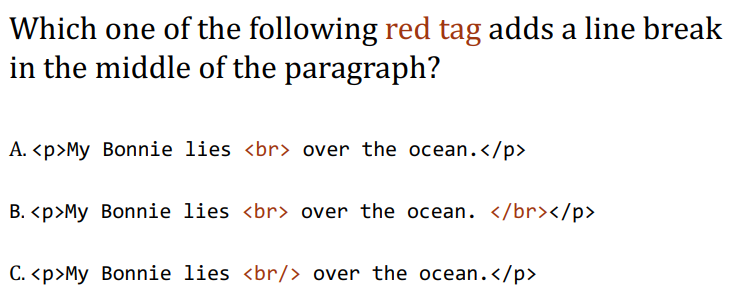 Which one of the following red tag adds a line break
in the middle of the paragraph?
A. <p>My Bonnie lies <br> over the ocean.</p>
B. <p>My Bonnie lies <br> over the ocean. </br></p>
C. <p>My Bonnie lies <br/> over the ocean.</p>